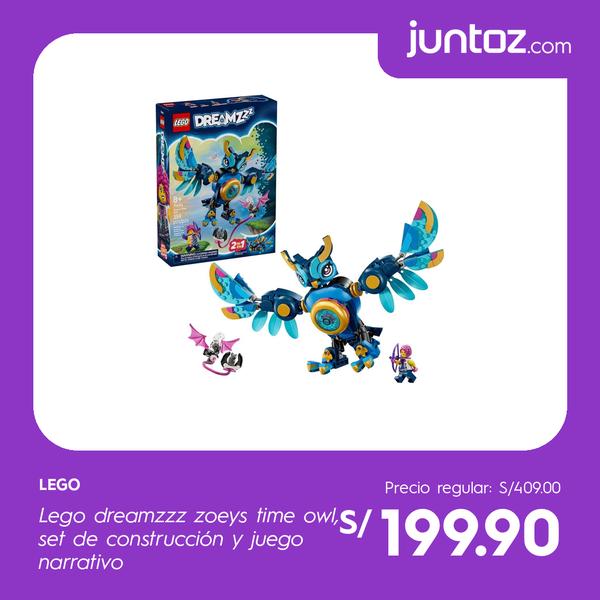 juntoz.com
LEGO DREAMZzz
8+
2in1
LEGO
Precio regular: S/409.00
Lego dreamzzz zoeys time owl,
set de construcción y juego
narrativo
S/ 199.90